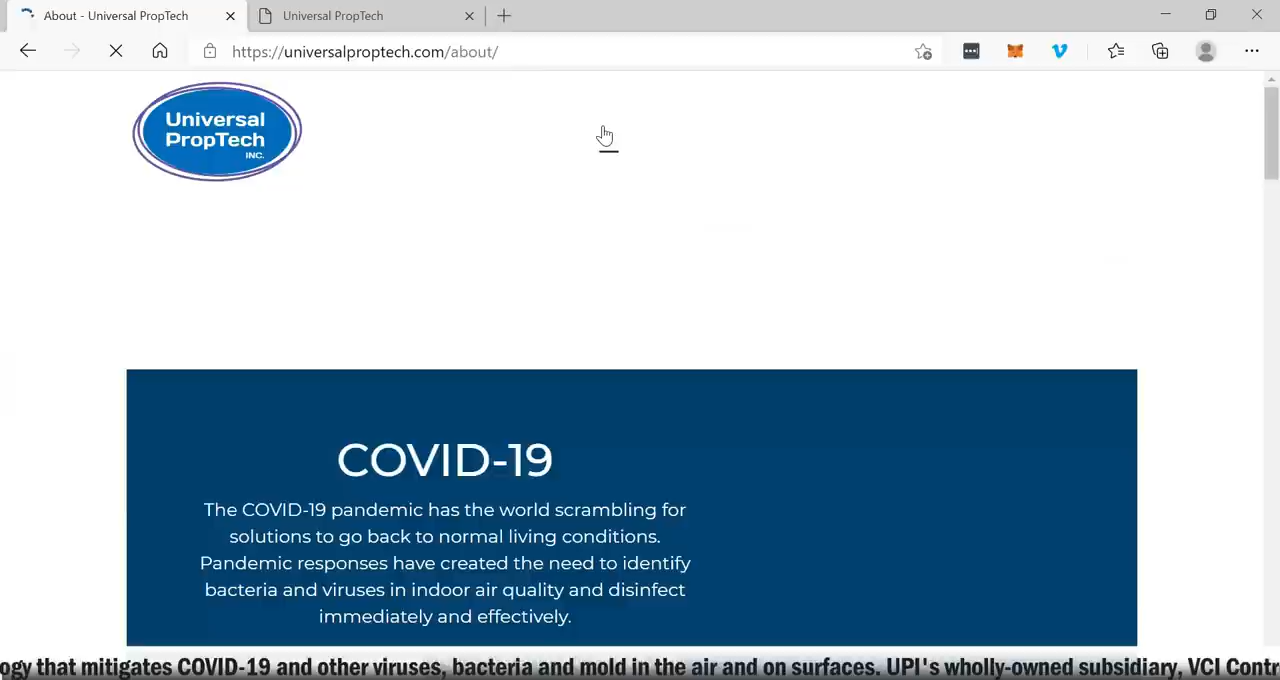 About - Universal PropTech
Universal PropTech
https://universalproptech.com/about/
Universal
PropTech
INC.
COVID-19
The COVID-19 pandemic has the world scrambling for
solutions to go back to normal living conditions.
Pandemic responses have created the need to identify
bacteria and viruses in indoor air quality and disinfect
immediately and effectively.
that mitigates COVID-19 and other viruses, bacteria and mold in the air and on surfaces. UPI's wholly-owned subsidiary, VCI